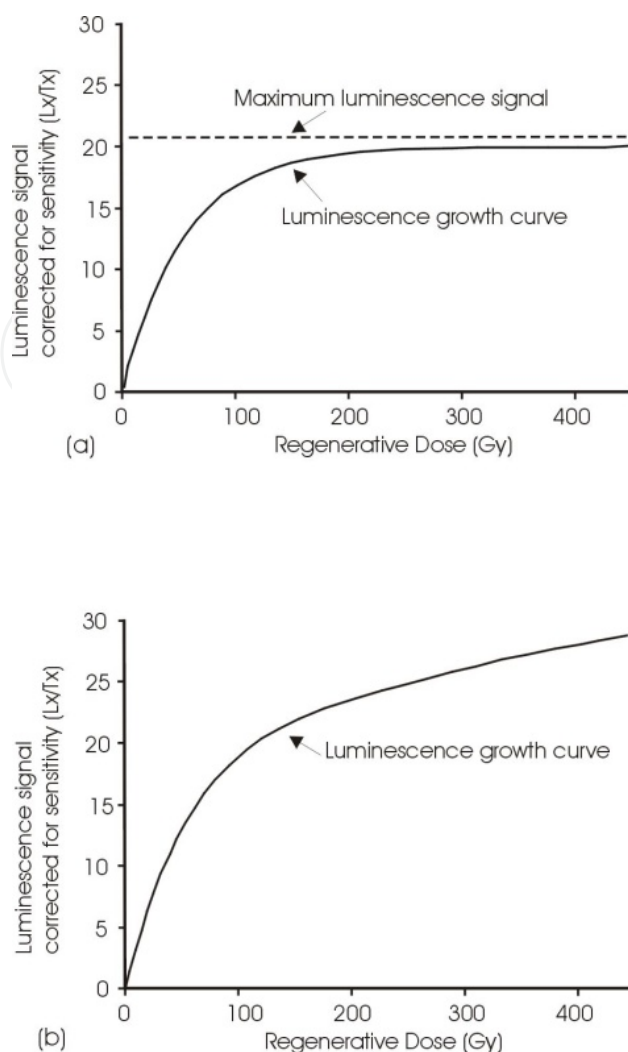 30
25
20
15
10
5
0
Luminescence signal
corrected for sensitivity (Lx/Tx)
Maximum luminescence signal
Luminescence growth curve
0 100 200 300 400
Regenerative Dose (Gy)
(a)
30
25
20
15
10
5
0
Luminescence signal
corrected for sensitivity (Lx/Tx)
Luminescence growth curve
0 100 200 300 400
Regenerative Dose (Gy)
(b)